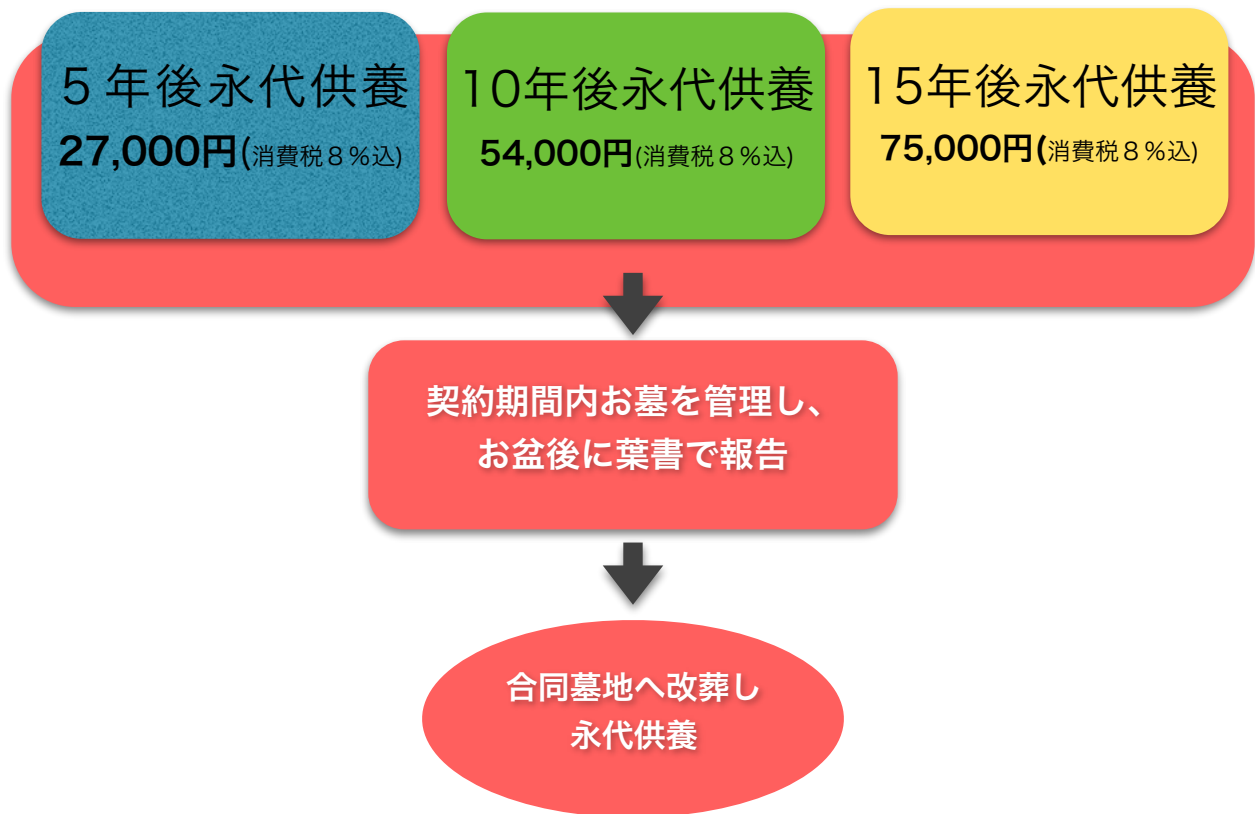 ５年後永代供養
27,000円(消費税８％込)
10年後永代供養
54,000円(消費税８％込)
15年後永代供養
75,000円(消費税８％込)
契約期間内お墓を管理し、
お盆後に葉書で報告
合同墓地へ改葬し
永代供養